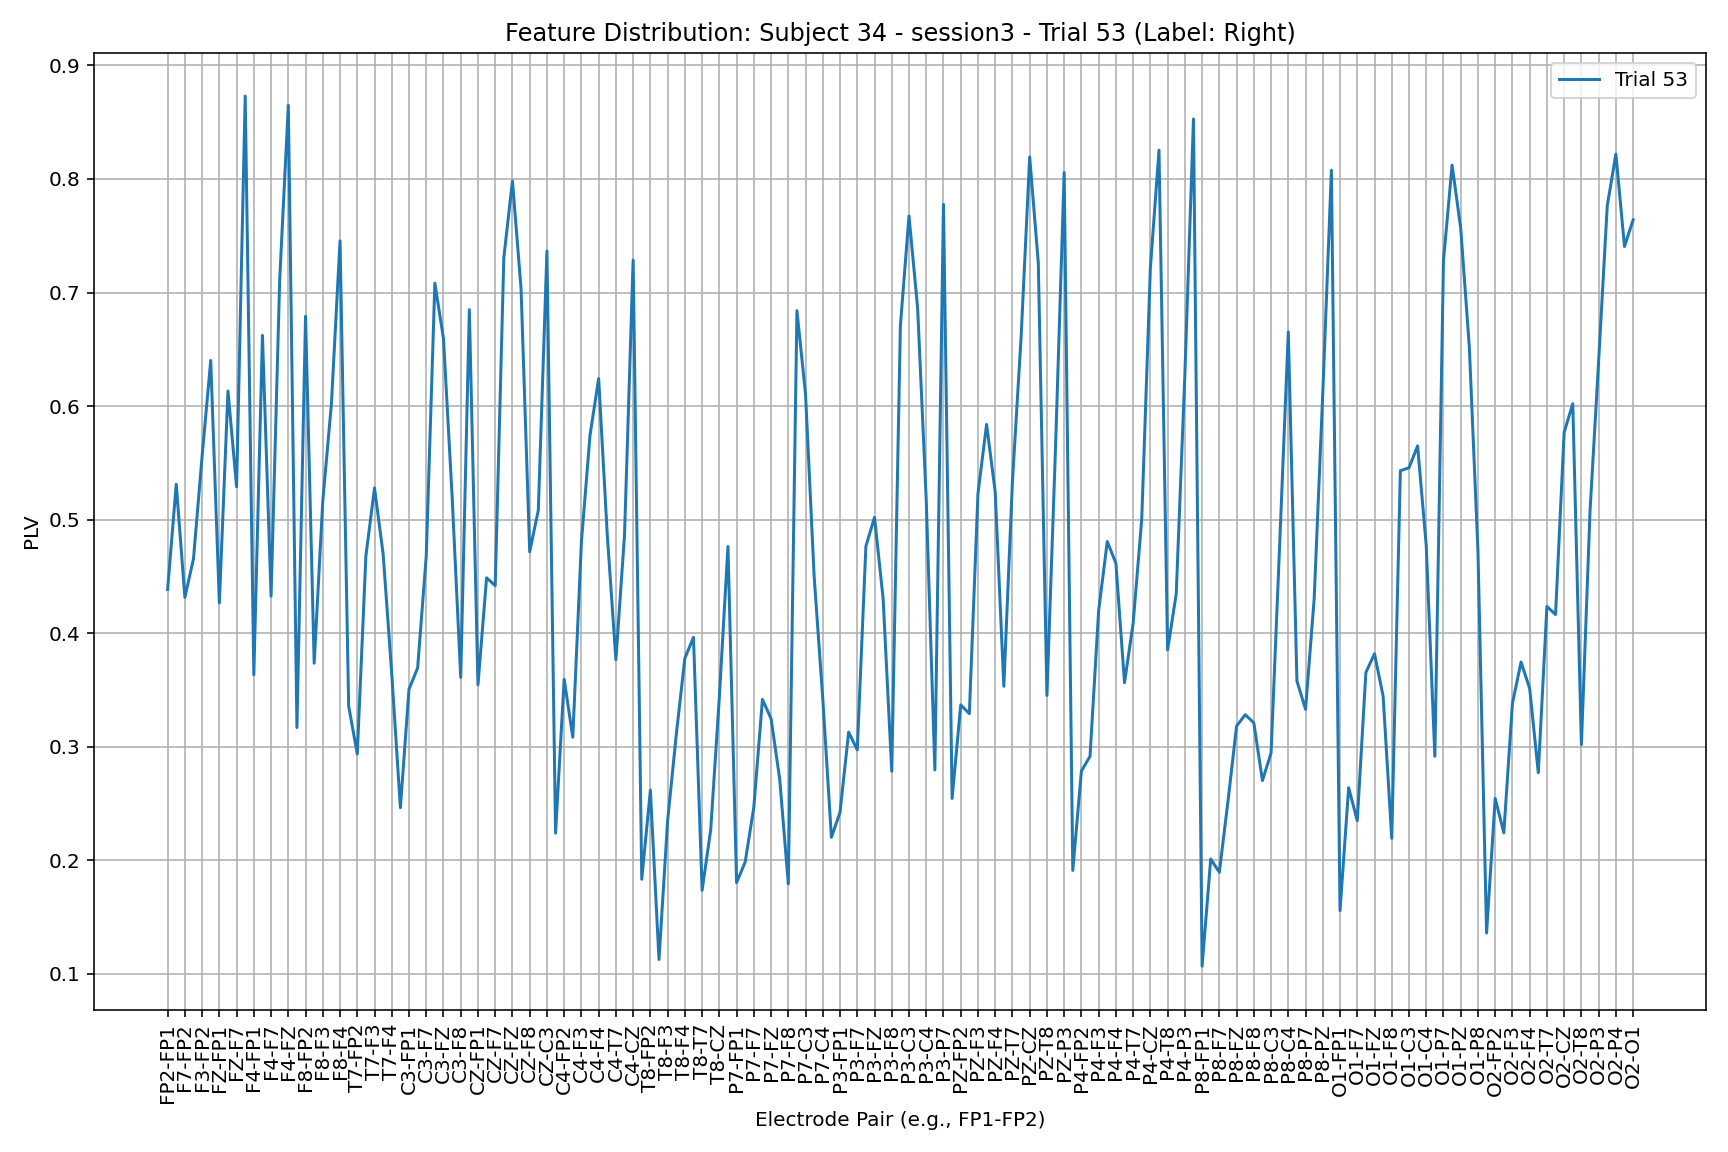 Feature Distribution: Subject 34 - session3 - Trial 53 (Label: Right)
Trial 53
PLV
0.9
0.8
0.7
0.6
0.5
0.4
0.3
0.2
0.1
FP2-FP1
F7-FP2
F3-FP2
FZ-FP1
FZ-F7
F4-FP1
F4-F7
F4-FZ
F8-FP2
F8-F3
F8-F4
T7-FP2
T7-F3
T7-F4
C3-FP1
C3-F7
C3-FZ
C3-F8
CZ-FP1
CZ-F7
CZ-FZ
CZ-F8
CZ-C3
C4-FP2
C4-F3
C4-F4
C4-T7
C4-CZ
T8-FP2
T8-F3
T8-F4
T8-T7
T8-CZ
P7-FP1
P7-F7
P7-FZ
P7-F8
P7-C3
P7-C4
P3-FP1
P3-F7
P3-FZ
P3-F8
P3-C3
P3-C4
P3-P7
PZ-FP2
PZ-F3
PZ-F4
PZ-T7
PZ-CZ
PZ-T8
PZ-P3
P4-FP2
P4-F3
P4-F4
P4-T7
P4-CZ
P4-T8
P4-P3
P8-FP1
P8-F7
P8-FZ
P8-F8
P8-C3
P8-C4
P8-P7
P8-PZ
O1-FP1
O1-F7
O1-FZ
O1-F8
O1-C3
O1-C4
O1-P7
O1-PZ
O1-P8
O2-FP2
O2-F3
O2-F4
O2-T7
O2-CZ
O2-T8
O2-P3
O2-P4
O2-O1
Electrode Pair (e.g., FP1-FP2)